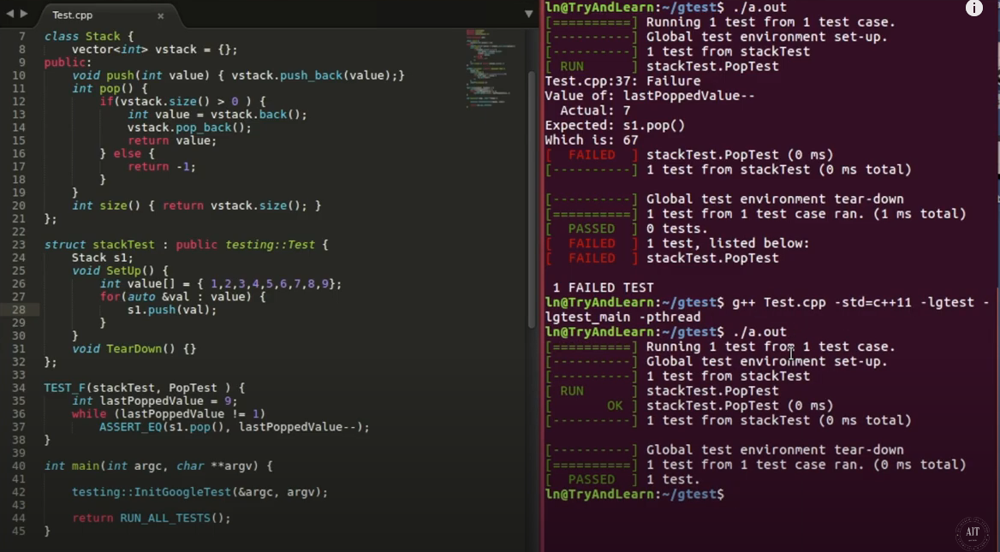 Test.cpp
7 class Stack {
8     vector<int> vstack = {};
9 public:
10     void push(int value) { vstack.push_back(value);}
11     int pop() {
12         if(vstack.size() > 0 ) {
13             int value = vstack.back();
14             vstack.pop_back();
15             return value;
16         } else {
17             return -1;
18         }
19     }
20     int size() { return vstack.size(); }
21 };
22
23 struct stackTest : public testing::Test {
24     Stack s1;
25     void SetUp() {
26         int value[] = { 1,2,3,4,5,6,7,8,9};
27         for(auto &val : value) {
28             s1.push(val);
29         }
30     }
31     void TearDown() {}
32 };
33
34 TEST_F(stackTest, PopTest ) {
35     int lastPoppedValue = 9;
36     while (lastPoppedValue != 1)
37         ASSERT_EQ(s1.pop(), lastPoppedValue--);
38 }
39
40 int main(int argc, char **argv) {
41
42     testing::InitGoogleTest(&argc, argv);
43
44     return RUN_ALL_TESTS();
45 }
ln@TryAndLearn:~/gtest$ ./a.out
[==========] Running 1 test from 1 test case.
[----------] Global test environment set-up.
[----------] 1 test from stackTest
[ RUN      ] stackTest.PopTest
Test.cpp:37: Failure
Value of: lastPoppedValue--
  Actual: 7
Expected: s1.pop()
Which is: 67
[  FAILED  ] stackTest.PopTest (0 ms)
[----------] 1 test from stackTest (0 ms total)

[----------] Global test environment tear-down
[==========] 1 test from 1 test case ran. (1 ms total)
[  PASSED  ] 0 tests.
[  FAILED  ] 1 test, listed below:
[  FAILED  ] stackTest.PopTest

 1 FAILED TEST
ln@TryAndLearn:~/gtest$ g++ Test.cpp -std=c++11 -lgtest -
lgtest_main -pthread
ln@TryAndLearn:~/gtest$ ./a.out
[==========] Running 1 test from 1 test case.
[----------] Global test environment set-up.
[----------] 1 test from stackTest
[ RUN      ] stackTest.PopTest
[       OK ] stackTest.PopTest (0 ms)
[----------] 1 test from stackTest (0 ms total)

[----------] Global test environment tear-down
[==========] 1 test from 1 test case ran. (0 ms total)
[  PASSED  ] 1 test.
ln@TryAndLearn:~/gtest$
AIT